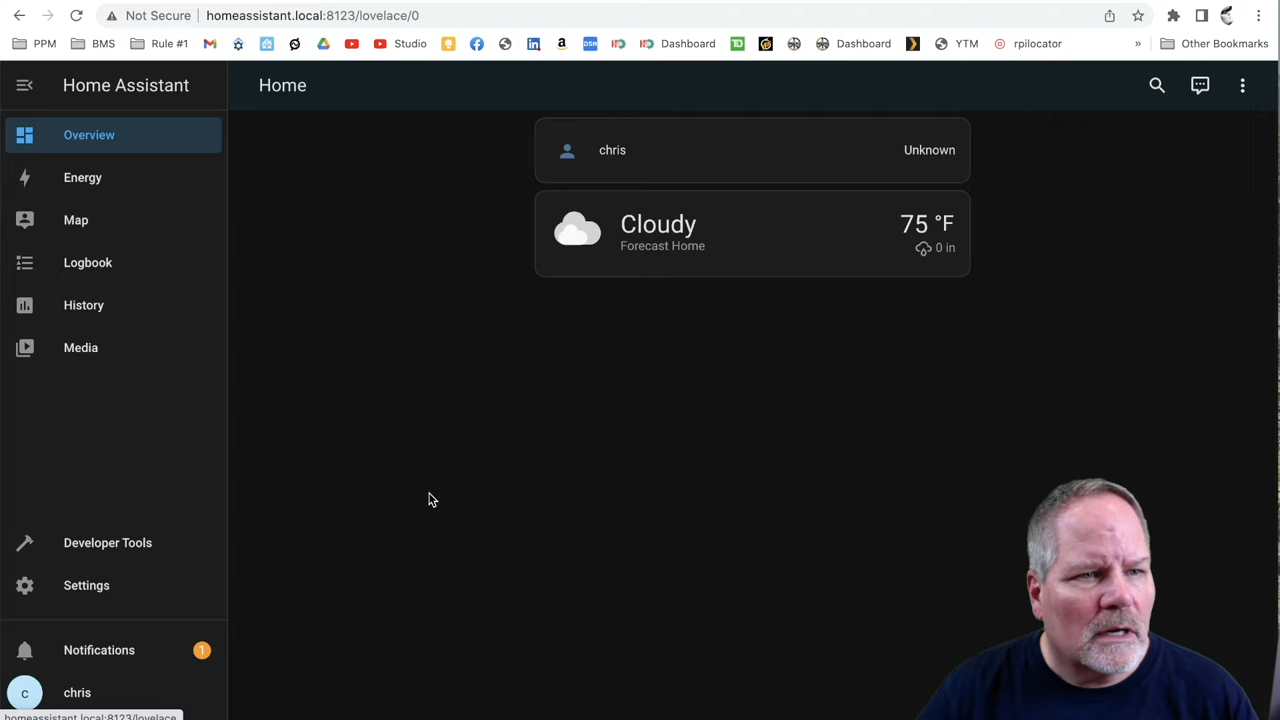 Not Secure
homeassistant.local:8123/lovelace/0
PPM
BMS
Rule #1
Studio
DSM
Dashboard
Dashboard
YTM
rpilocator
»
Other Bookmarks
Home Assistant
Home
Overview
chris
Unknown
Energy
Map
Cloudy
75 °F
Forecast Home
0 in
Logbook
History
Media
Developer Tools
Settings
Notifications
1
c
chris
homeassistant.local:8123/lovelace